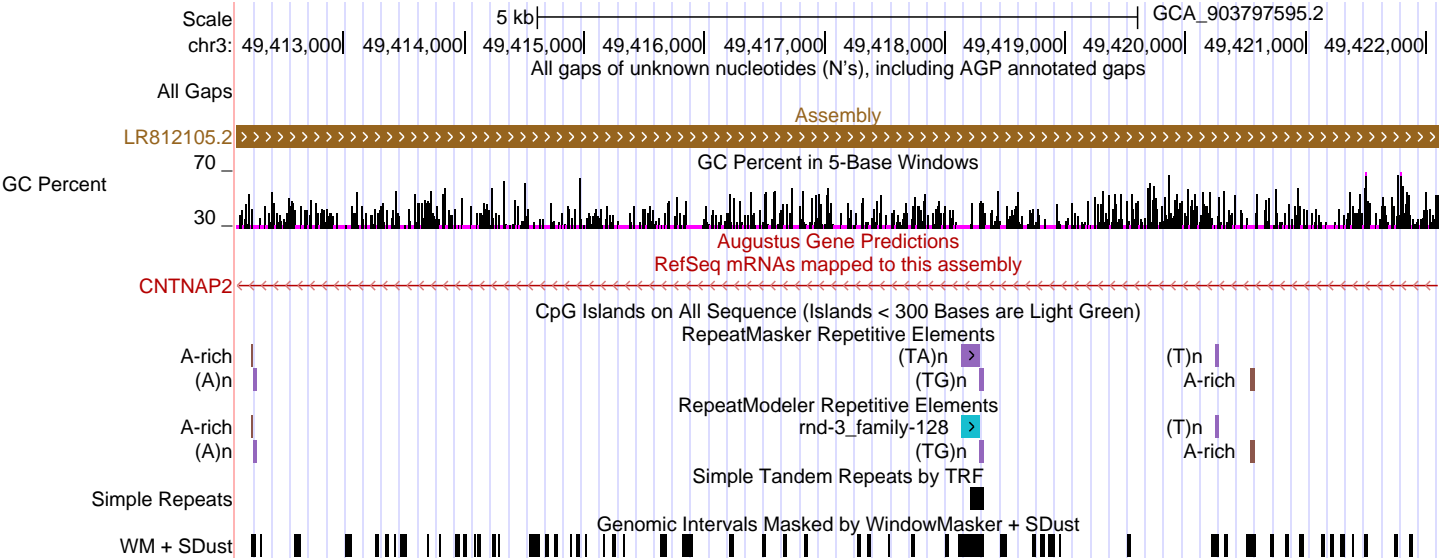 Scale 5 kb GCA_903797595.2
chr3: 49,413,000 49,414,000 49,415,000 49,416,000 49,417,000 49,418,000 49,419,000 49,420,000 49,421,000 49,422,000
All gaps of unknown nucleotides (N's), including AGP annotated gaps
All Gaps
Assembly
LR812105.2
70 _ GC Percent in 5-Base Windows
GC Percent
30 _
Augustus Gene Predictions
RefSeq mRNAs mapped to this assembly
CNTNAP2
CpG Islands on All Sequence (Islands < 300 Bases are Light Green)
RepeatMasker Repetitive Elements
A-rich (TA)n (T)n
(A)n (TG)n A-rich
RepeatModeler Repetitive Elements
A-rich rnd-3_family-128 (T)n
(A)n (TG)n A-rich
Simple Tandem Repeats by TRF
Simple Repeats
Genomic Intervals Masked by WindowMasker + SDust
WM + SDust